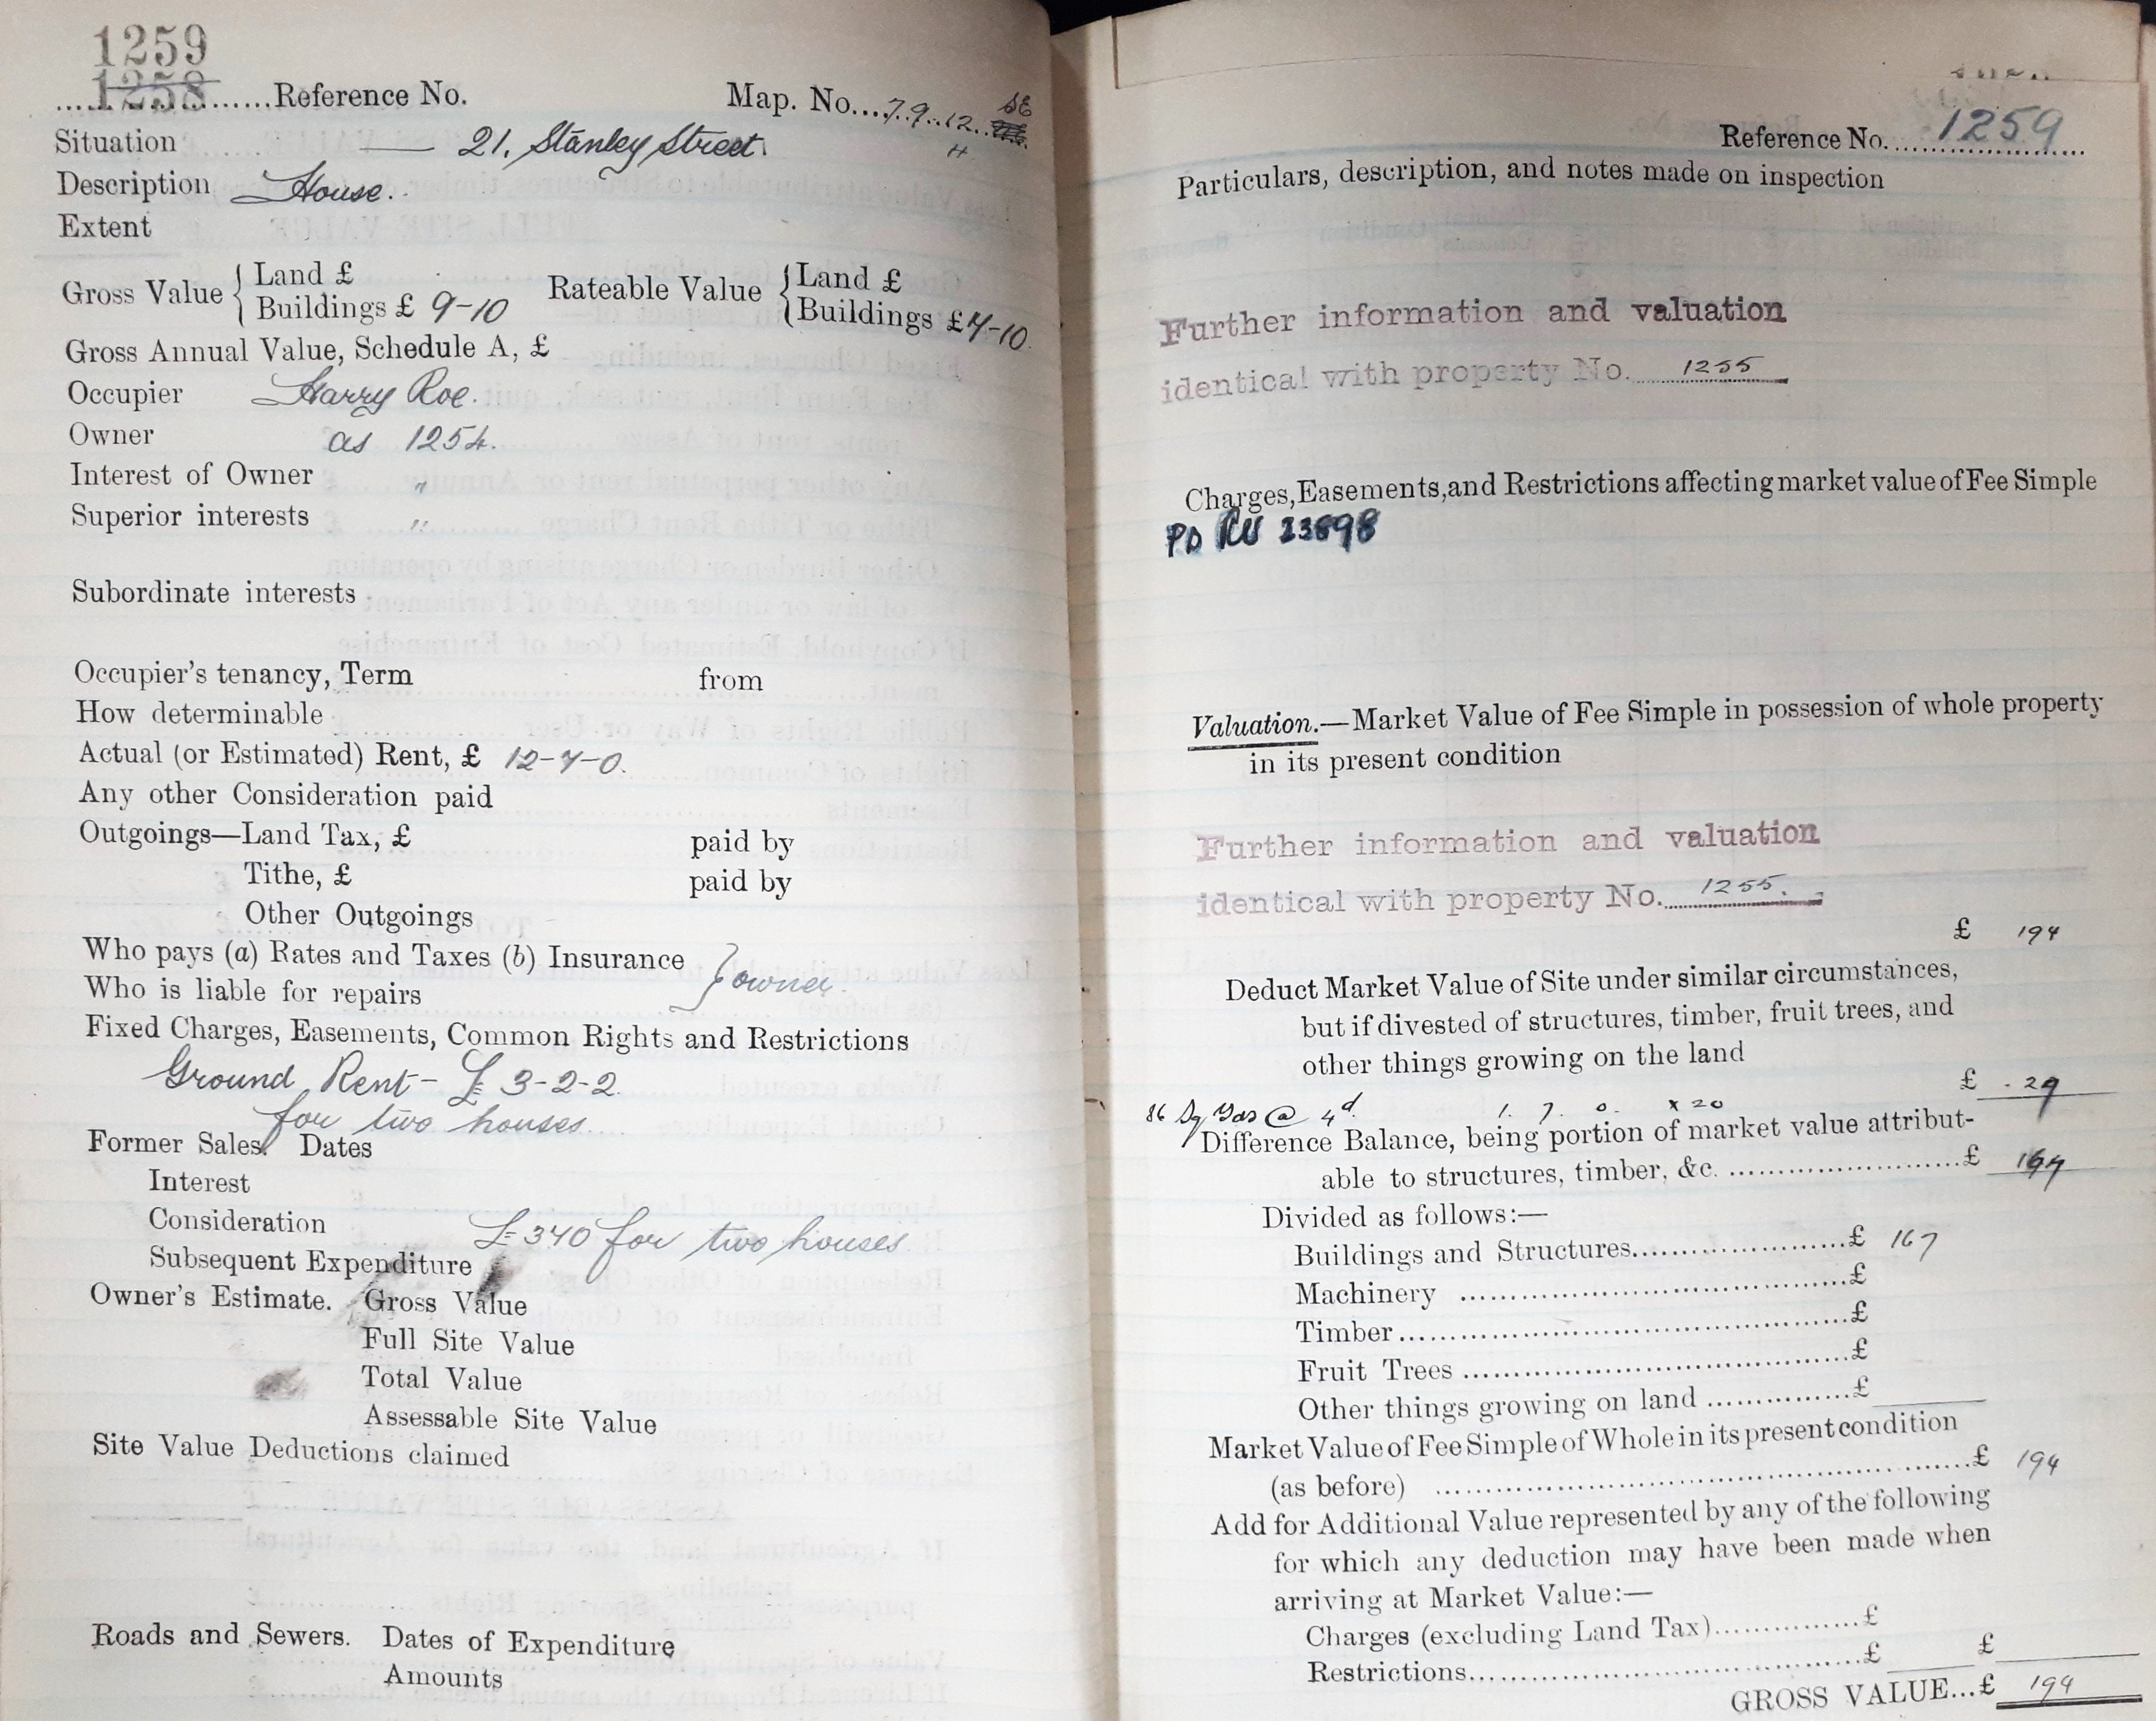 1259
1258 Reference No. Map. No. 79.12. SE
Situation — 21, Stanley Street. H
Description House.
Extent
Gross Value { Land £
Buildings £ 9-10
Rateable Value { Land £
Buildings £ 7-10.
Gross Annual Value, Schedule A, £
Occupier Harry Roe.
Owner as 1254.
Interest of Owner "
Superior interests "
Subordinate interests
Occupier's tenancy, Term from
How determinable
Actual (or Estimated) Rent, £ 12-7-0.
Any other Consideration paid
Outgoings—Land Tax, £ paid by
Tithe, £ paid by
Other Outgoings
Who pays (a) Rates and Taxes (b) Insurance
Who is liable for repairs } owner.
Fixed Charges, Easements, Common Rights and Restrictions
Ground Rent - £ 3-2-2.
for two houses.
Former Sales. Dates
Interest
Consideration £340 for two houses.
Subsequent Expenditure
Owner's Estimate. Gross Value
Full Site Value
Total Value
Assessable Site Value
Site Value Deductions claimed
Roads and Sewers. Dates of Expenditure
Amounts
Reference No. 1259
Particulars, description, and notes made on inspection
Further information and valuation
identical with property No. 1255
Charges, Easements, and Restrictions affecting market value of Fee Simple
PD RU 23898
Valuation.—Market Value of Fee Simple in possession of whole property
in its present condition
Further information and valuation
identical with property No. 1255.
£ 194
Deduct Market Value of Site under similar circumstances,
but if divested of structures, timber, fruit trees, and
other things growing on the land
£ 27
86 Sq Yds @ 4d. 1. 7. 0. x 20
Difference Balance, being portion of market value attribut-
able to structures, timber, &c. £ 167
Divided as follows:—
Buildings and Structures £ 167
Machinery £
Timber £
Fruit Trees £
Other things growing on land £
Market Value of Fee Simple of Whole in its present condition
(as before) £ 194
Add for Additional Value represented by any of the following
for which any deduction may have been made when
arriving at Market Value:—
Charges (excluding Land Tax) £
Restrictions £ £
GROSS VALUE...£ 194